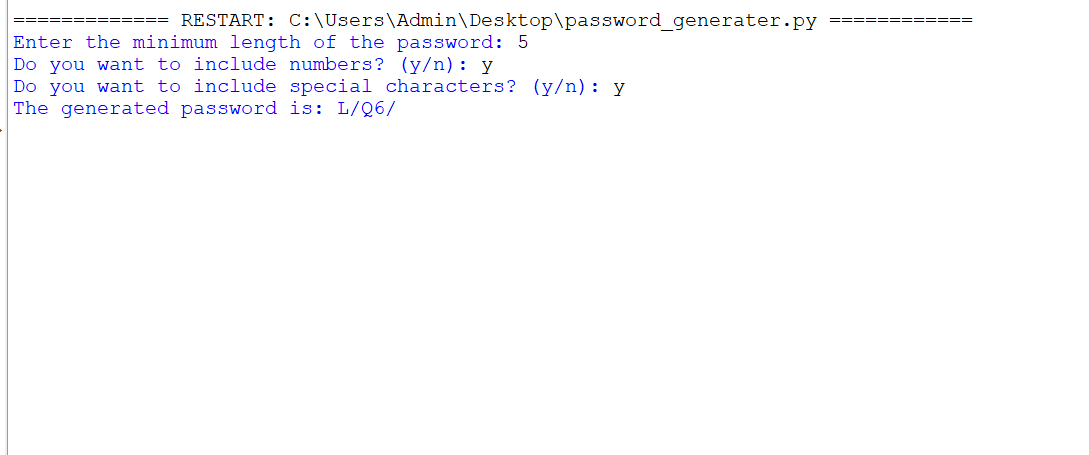 ============= RESTART: C:\Users\Admin\Desktop\password_generater.py ============
Enter the minimum length of the password: 5
Do you want to include numbers? (y/n): y
Do you want to include special characters? (y/n): y
The generated password is: L/Q6/